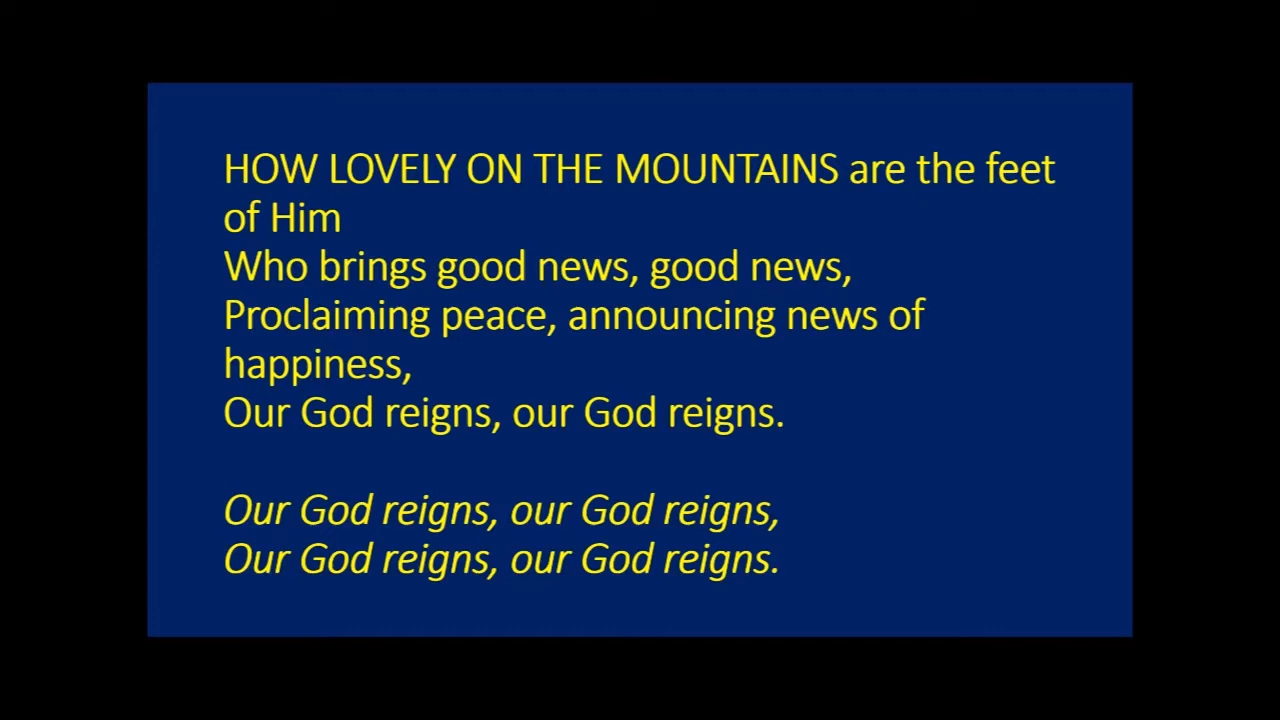 HOW LOVELY ON THE MOUNTAINS are the feet
of Him
Who brings good news, good news,
Proclaiming peace, announcing news of
happiness,
Our God reigns, our God reigns.
Our God reigns, our God reigns,
Our God reigns, our God reigns.